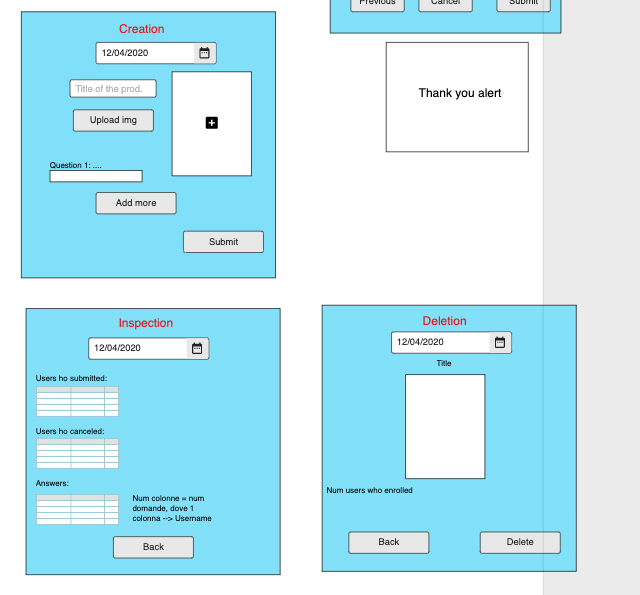 Previous
Cancel
Submit
Creation
12/04/2020
Title of the prod.
Upload img
Question 1: ....
Add more
Submit
Thank you alert
Inspection
12/04/2020
Users ho submitted:
Users ho canceled:
Answers:
Num colonne = num
domande, dove 1
colonna --> Username
Back
Deletion
12/04/2020
Title
Num users who enrolled
Back
Delete